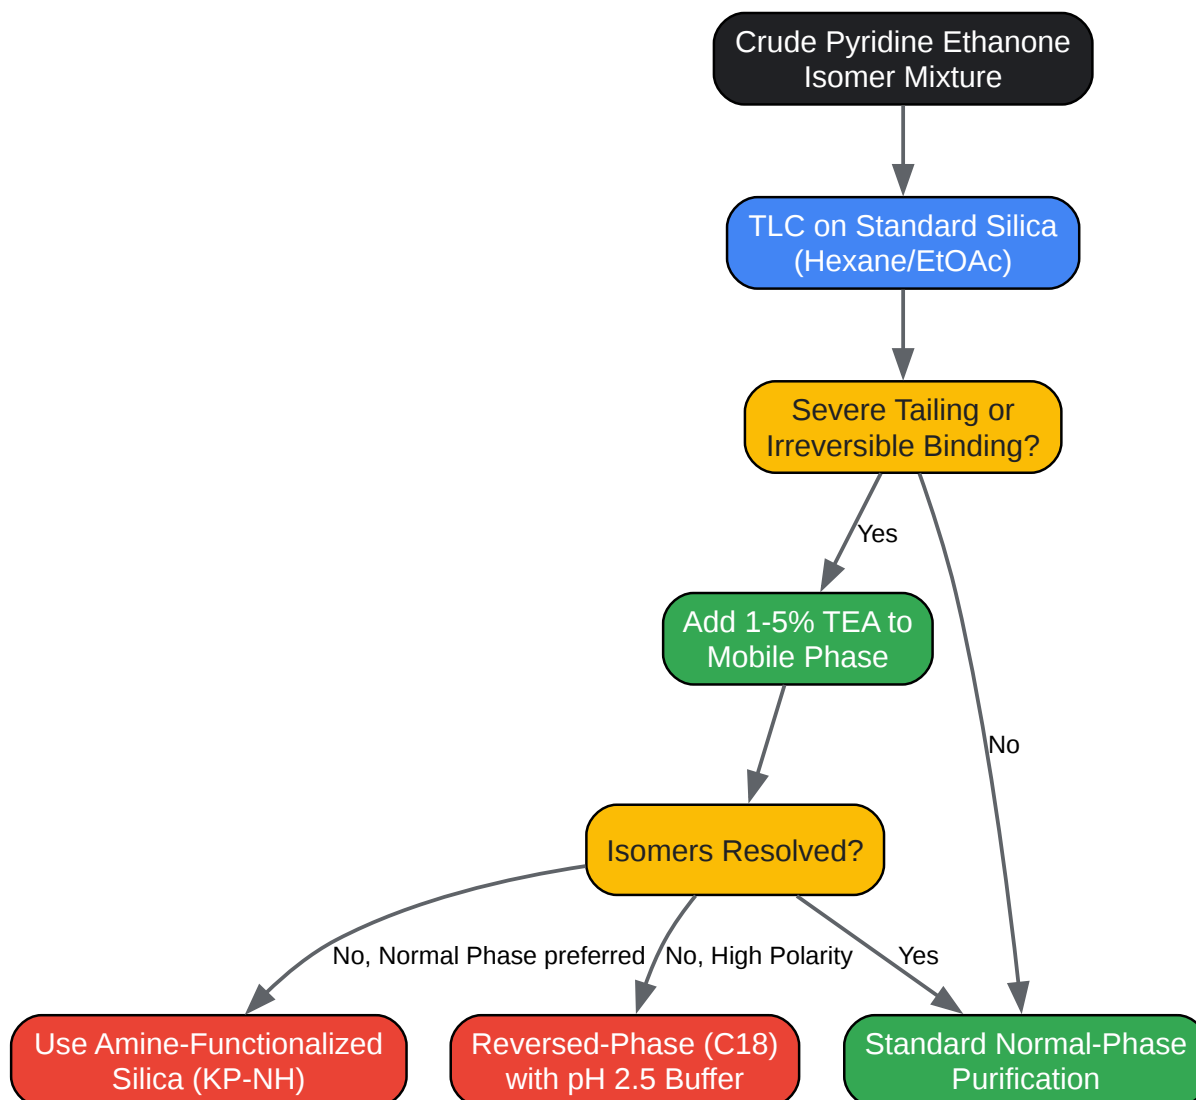 Crude Pyridine Ethanone
Isomer Mixture
TLC on Standard Silica
(Hexane/EtOAc)
Severe Tailing or
Irreversible Binding?
Yes
Add 1-5% TEA to
Mobile Phase
No
Isomers Resolved?
No, Normal Phase preferred
No, High Polarity
Yes
Use Amine-Functionalized
Silica (KP-NH)
Reversed-Phase (C18)
with pH 2.5 Buffer
Standard Normal-Phase
Purification